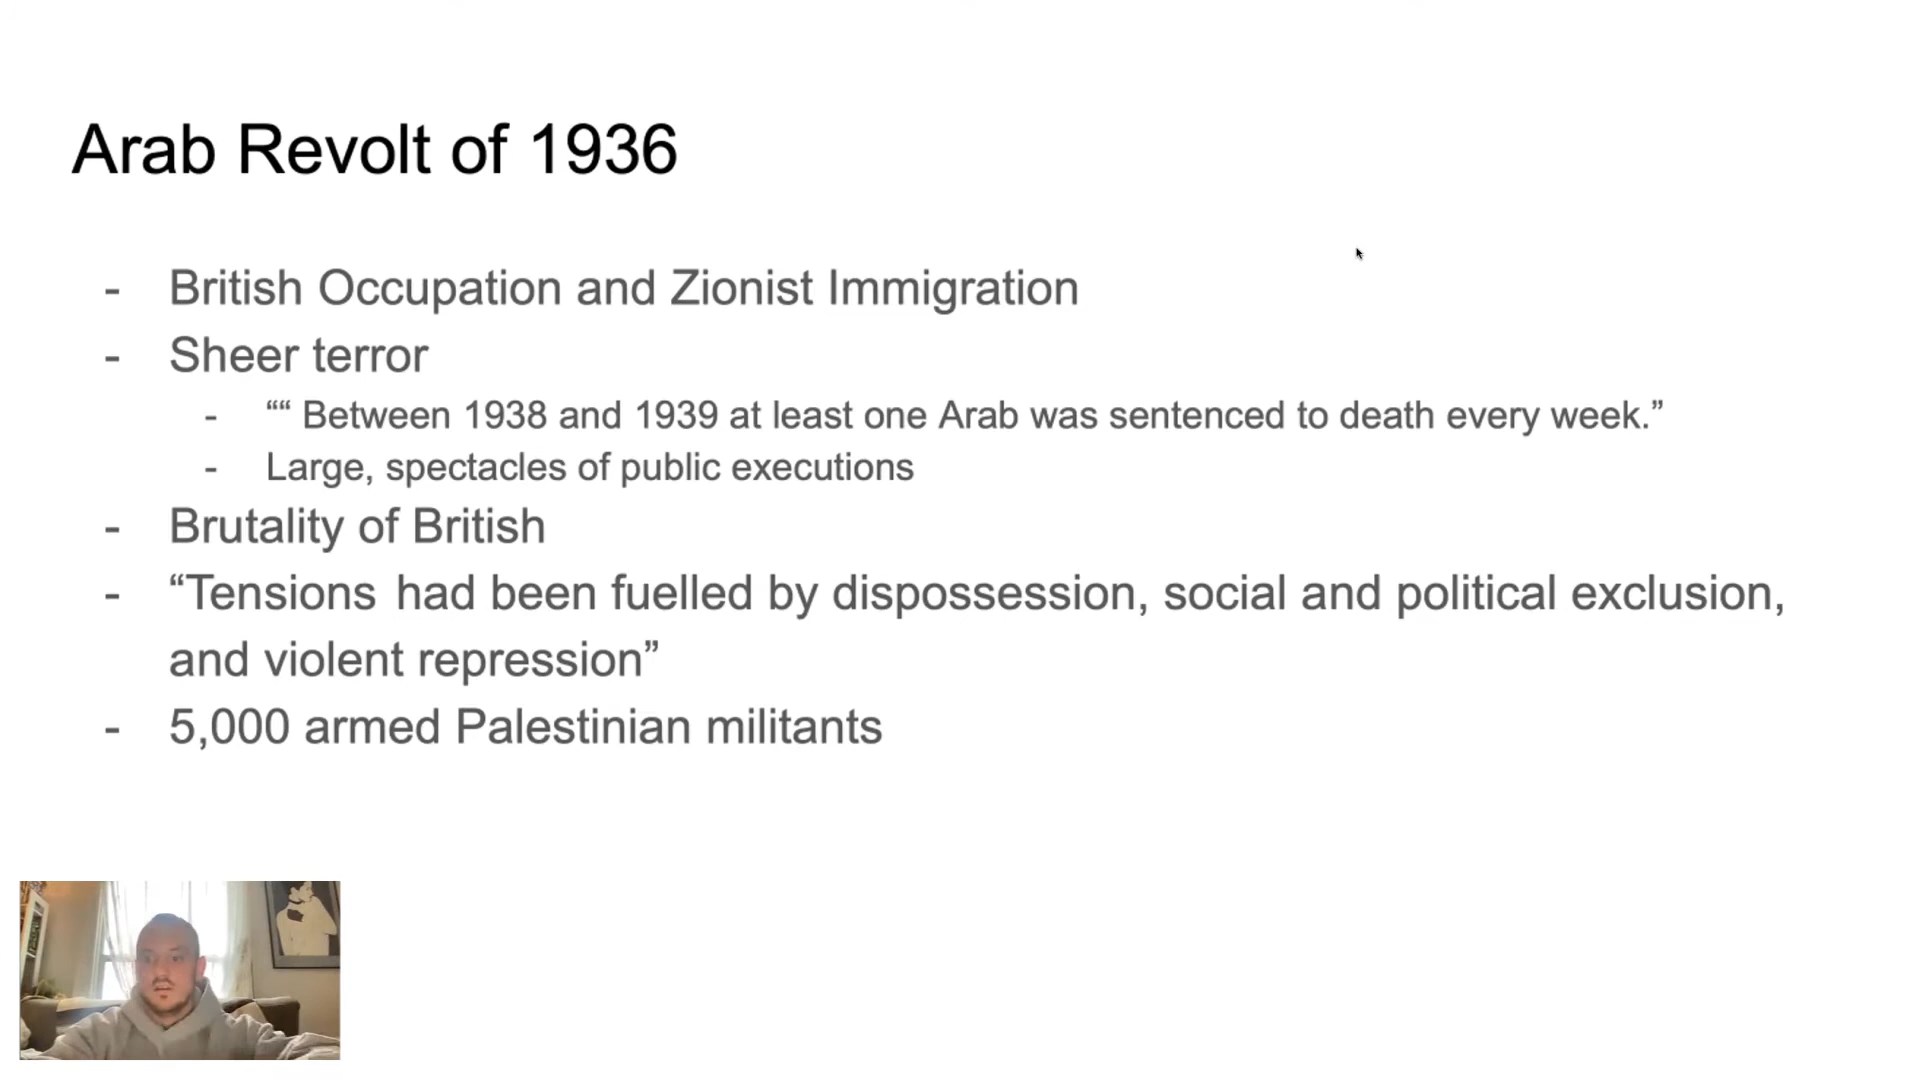 Arab Revolt of 1936
- British Occupation and Zionist Immigration
- Sheer terror
- ““ Between 1938 and 1939 at least one Arab was sentenced to death every week.”
- Large, spectacles of public executions
- Brutality of British
- “Tensions had been fuelled by dispossession, social and political exclusion,
and violent repression”
- 5,000 armed Palestinian militants